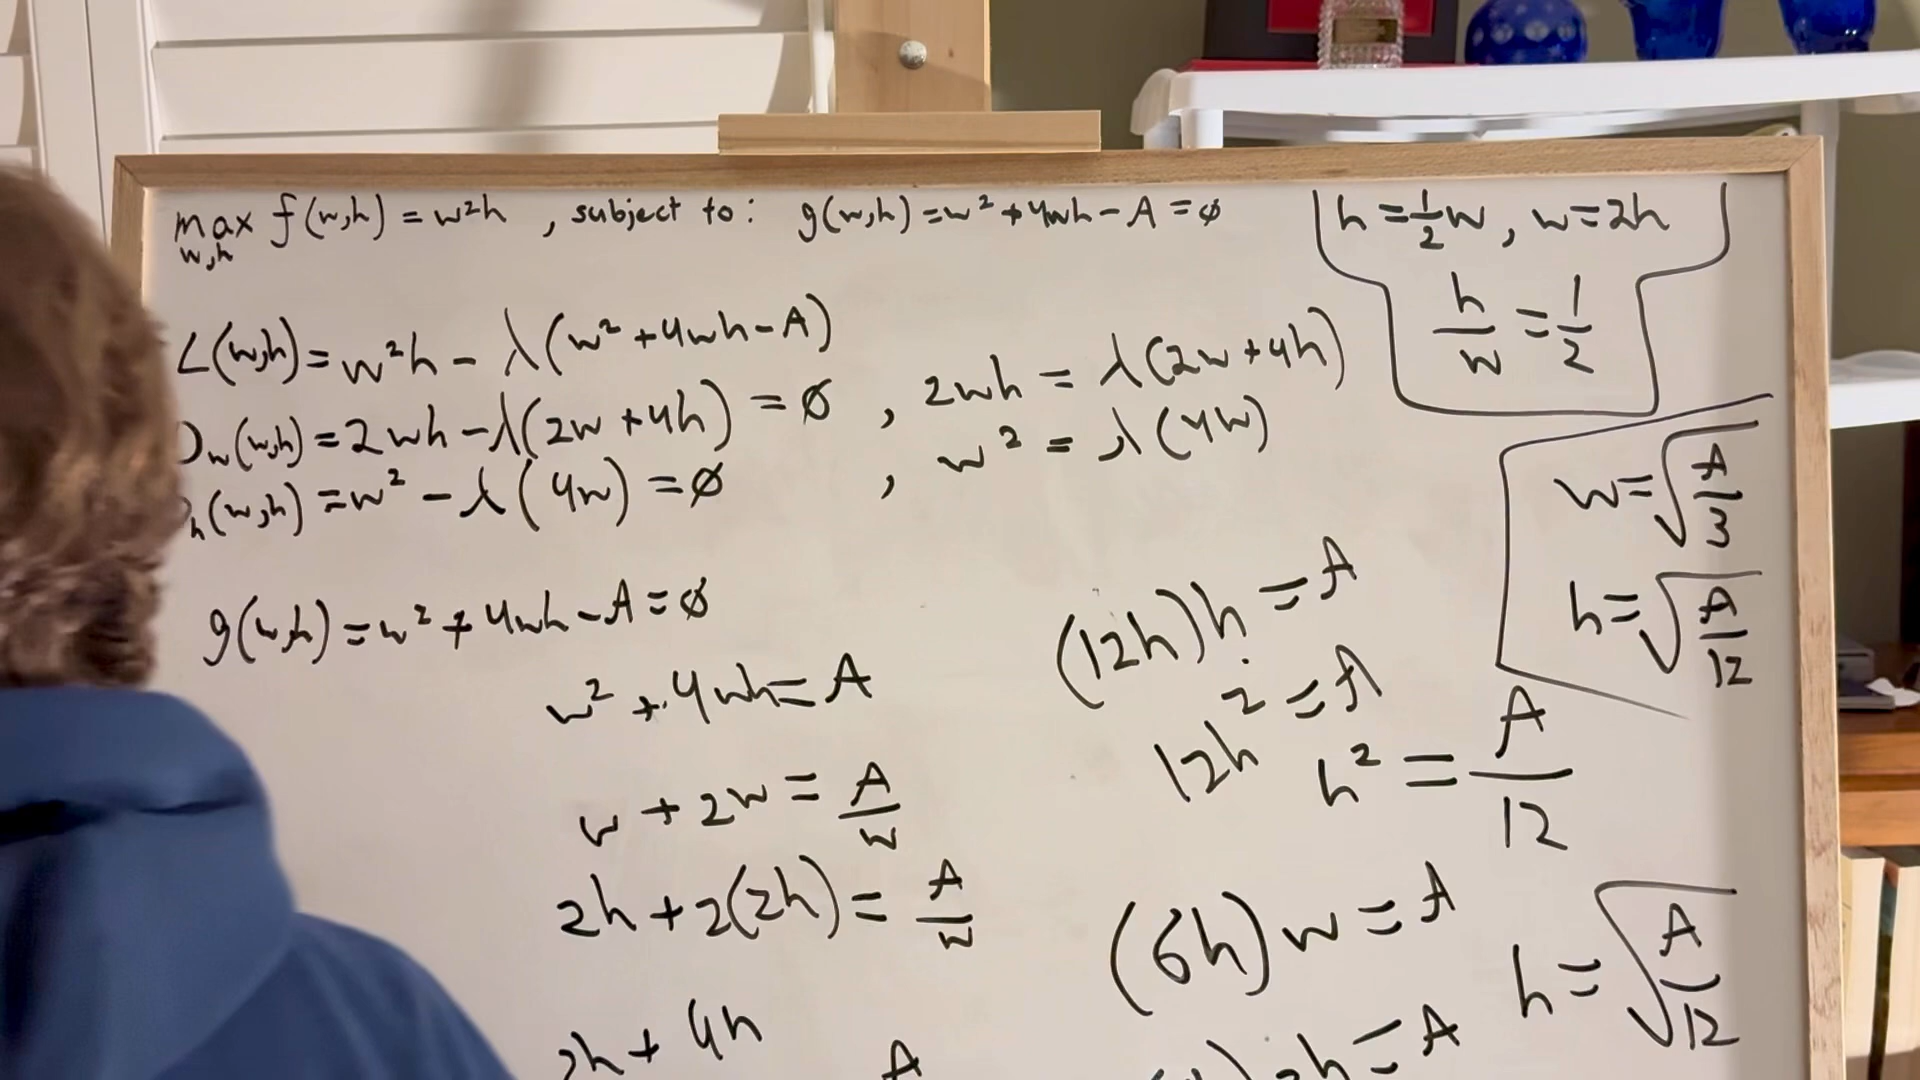 max f(w,h) = w²h , subject to: g(w,h) = w² + 4wh - A = ∅
w,h
L(w,h) = w²h - λ(w² + 4wh - A)
w(w,h) = 2wh - λ(2w + 4h) = ∅ , 2wh = λ(2w + 4h)
h(w,h) = w² - λ(4w) = ∅ , w² = λ(4w)
g(w,h) = w² + 4wh - A = ∅
w² + 4wh = A
w + 2w = A/w
2h + 2(2h) = A/w
2h + 4h
A
(12h)h = A
12h² = A
h² = A/12
(6h)w = A
2h = A
h = √(A/12)
h = 1/2 w, w = 2h
h/w = 1/2
w = √(A/3)
h = √(A/12)